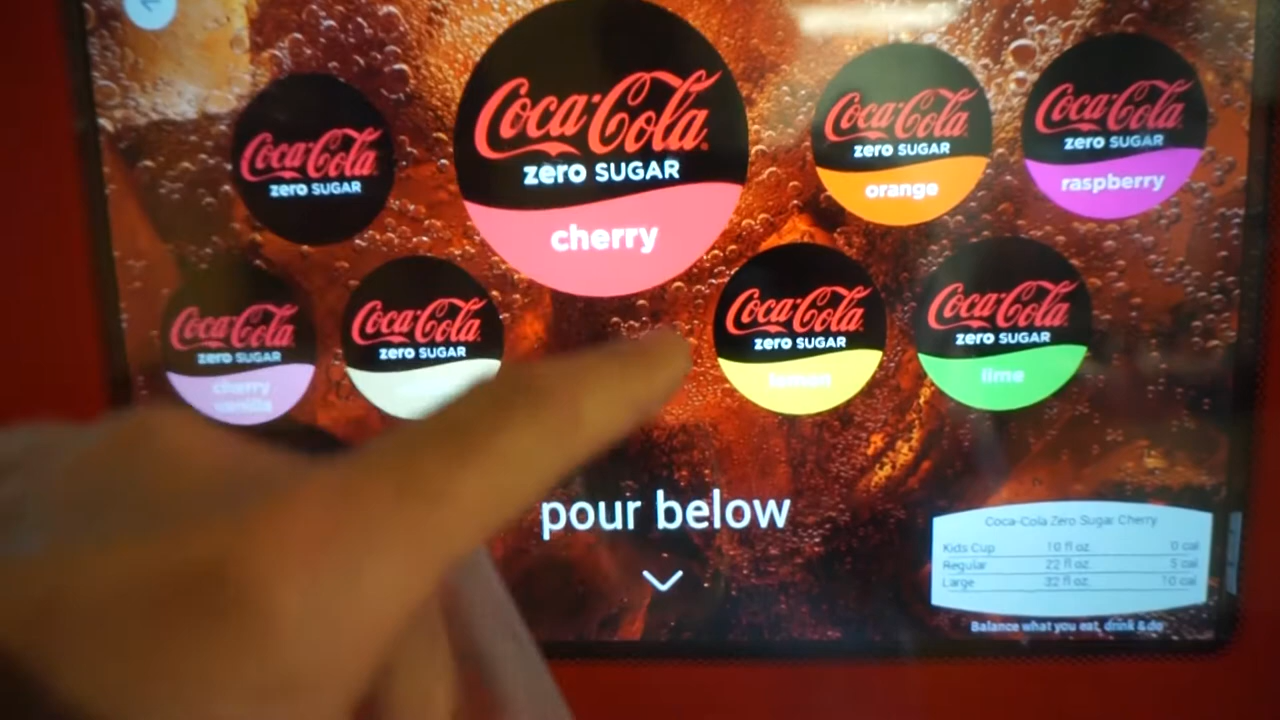 Coca-Cola
zero SUGAR
Coca-Cola
zero SUGAR
cherry
Coca-Cola
zero SUGAR
orange
Coca-Cola
zero SUGAR
raspberry
Coca-Cola
zero SUGAR
cherry
vanilla
Coca-Cola
zero SUGAR
Coca-Cola
zero SUGAR
lemon
Coca-Cola
zero SUGAR
lime
pour below
Coca-Cola Zero Sugar Cherry
Kids Cup 10 fl oz. 0 cal
Regular 22 fl oz. 5 cal
Large 32 fl oz. 10 cal
Balance what you eat, drink & do